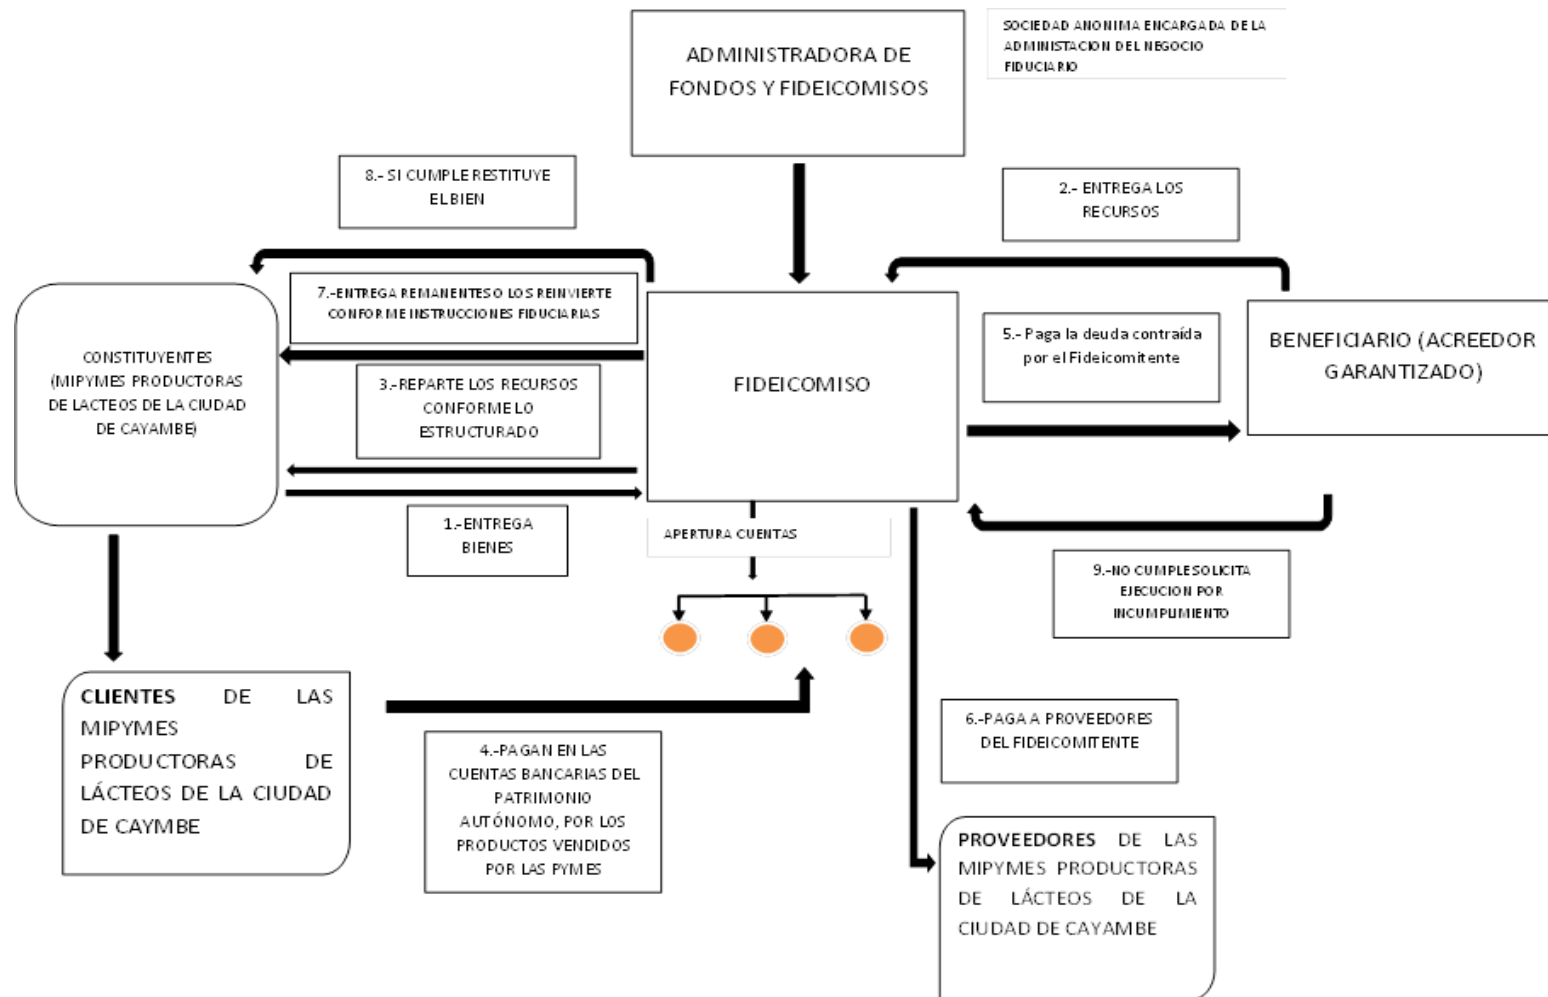 ADMINISTRADORA DE
FONDOS Y FIDEICOMISOS
SOCIEDAD ANONIMA ENCARGADA DE LA
ADMINISTACION DEL NEGOCIO
FIDUCIARIO
8.- SI CUMPLE RESTITUYE
EL BIEN
2.- ENTREGA LOS
RECURSOS
7.-ENTREGA REMANENTES O LOS REINVIERTE
CONFORME INSTRUCCIONES FIDUCIARIAS
CONSTITUYENTES
(MIPYMES PRODUCTORAS
DE LACTEOS DE LA CIUDAD
DE CAYAMBE)
3.-REPARTE LOS RECURSOS
CONFORME LO
ESTRUCTURADO
FIDEICOMISO
5.- Paga la deuda contraída
por el Fideicomitente
BENEFICIARIO (ACREEDOR
GARANTIZADO)
1.-ENTREGA
BIENES
APERTURA CUENTAS
9.-NO CUMPLE SOLICITA
EJECUCION POR
INCUMPLIMIENTO
CLIENTES DE LAS
MIPYMES
PRODUCTORAS DE
LÁCTEOS DE LA CIUDAD
DE CAYMBE
4.-PAGAN EN LAS
CUENTAS BANCARIAS DEL
PATRIMONIO
AUTÓNOMO, POR LOS
PRODUCTOS VENDIDOS
POR LAS PYMES
6.-PAGA A PROVEEDORES
DEL FIDEICOMITENTE
PROVEEDORES DE LAS
MIPYMES PRODUCTORAS
DE LÁCTEOS DE LA
CIUDAD DE CAYAMBE